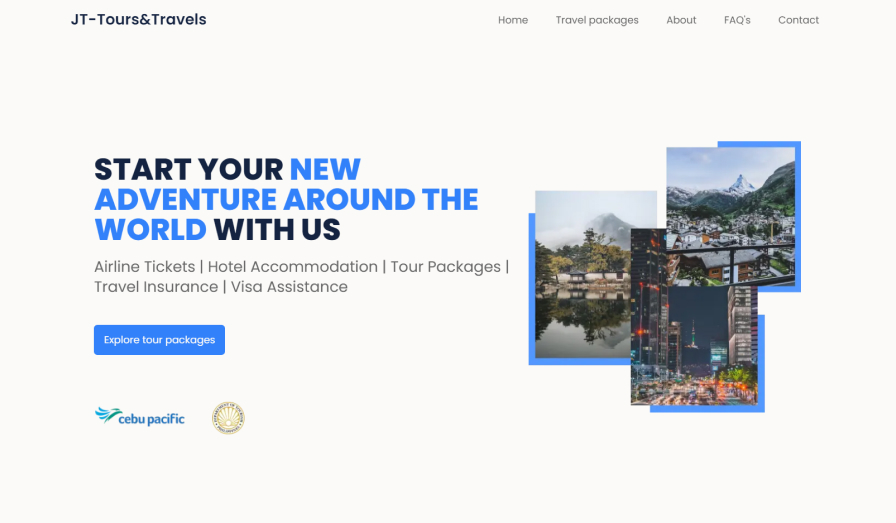 JT-Tours&Travels
Home
Travel packages
About
FAQ's
Contact
START YOUR NEW
ADVENTURE AROUND THE
WORLD WITH US
Airline Tickets | Hotel Accommodation | Tour Packages |
Travel Insurance | Visa Assistance
Explore tour packages
cebu pacific